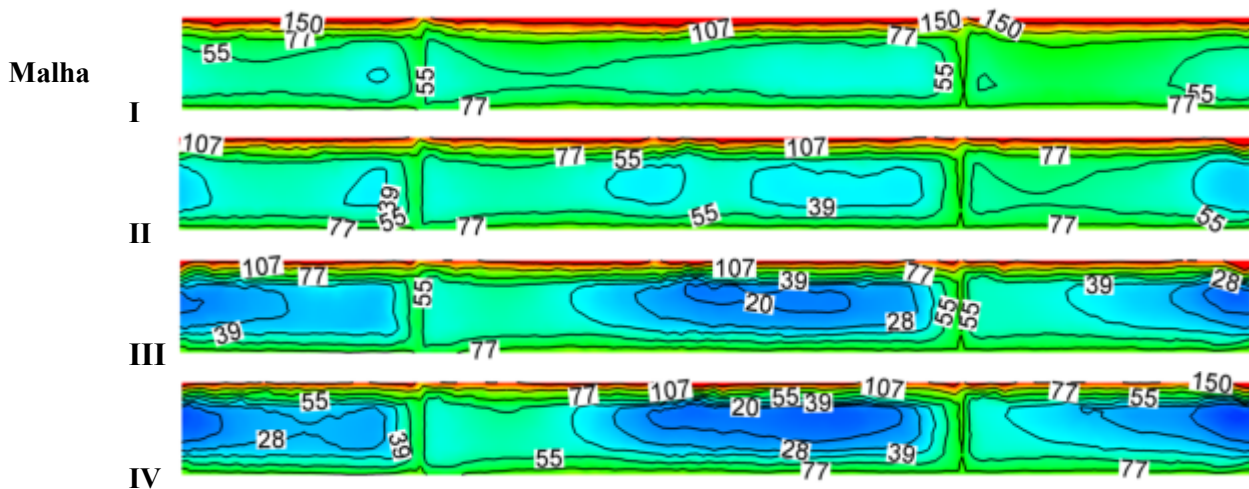 150 107 150 150
55 77 77
Malha 55 55
77 77 55
I
107 55 107 77
77
39 39
77 55 77 55 77 55
II
107 77 107 39 77 39 28
55 20 55 55
39 28
77
III
55 77 107 20 55 39 107 77 55 150
28 39 55 28 39
77 77
IV